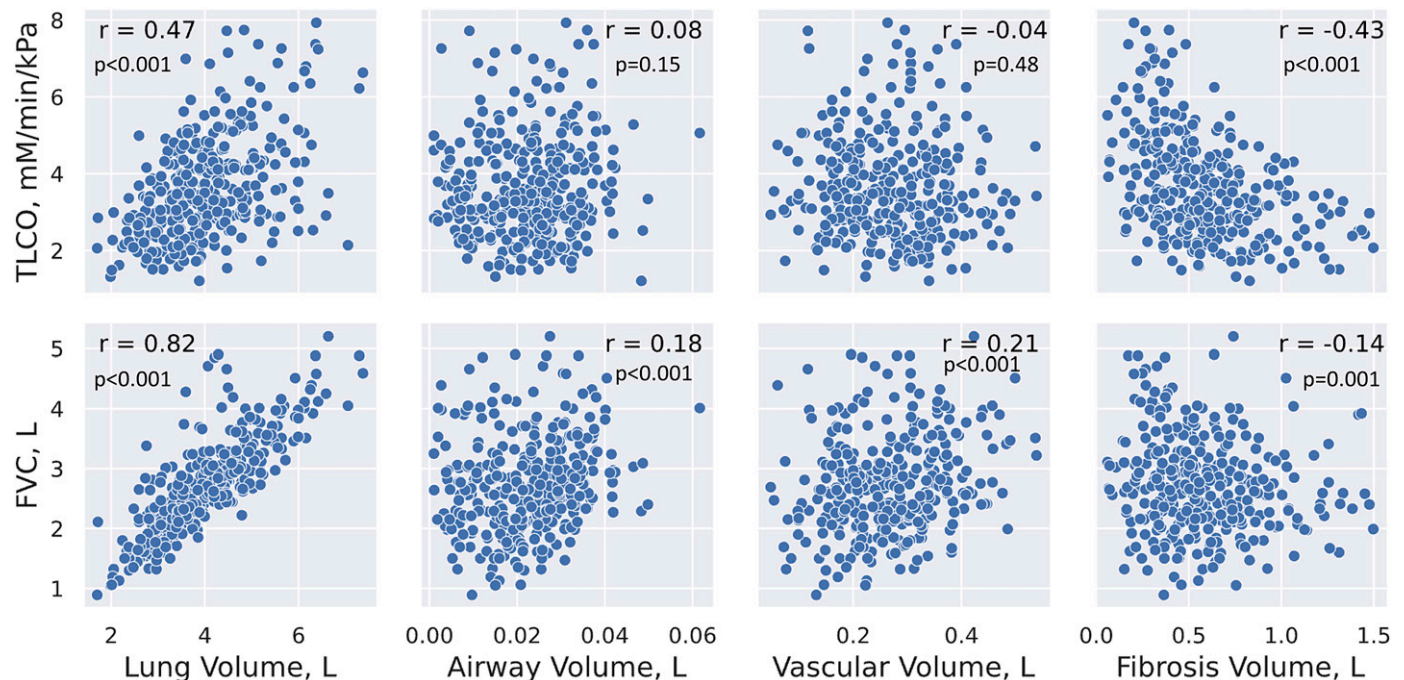 TLCO, mM/min/kPa
8
6
4
2
r = 0.47
p<0.001
r = 0.08
p=0.15
r = -0.04
p=0.48
r = -0.43
p<0.001
FVC, L
5
4
3
2
1
r = 0.82
p<0.001
r = 0.18
p<0.001
r = 0.21
p<0.001
r = -0.14
p=0.001
2 4 6
0.00 0.02 0.04 0.06
0.2 0.4
0.0 0.5 1.0 1.5
Lung Volume, L
Airway Volume, L
Vascular Volume, L
Fibrosis Volume, L